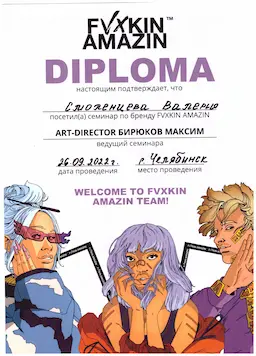 FVXKIN™
AMAZIN
DIPLOMA
настоящим подтверждает, что
Валерия
посетил(а) семинар по бренду FVXKIN AMAZIN
ART-DIRECTOR БИРЮКОВ МАКСИМ
ведущий семинара
26.09.2022г. г. Челябинск
дата проведения место проведения
WELCOME TO FVXKIN
AMAZIN TEAM!